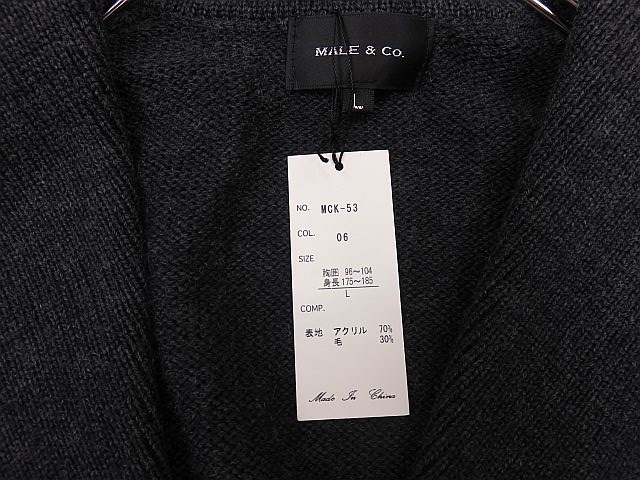 MALE & CO.
L
NO. MCK-53
COL. 06
SIZE
胸囲 96～104
身長 175～185
L
COMP.
表地 アクリル 70%
毛 30%
Made In China